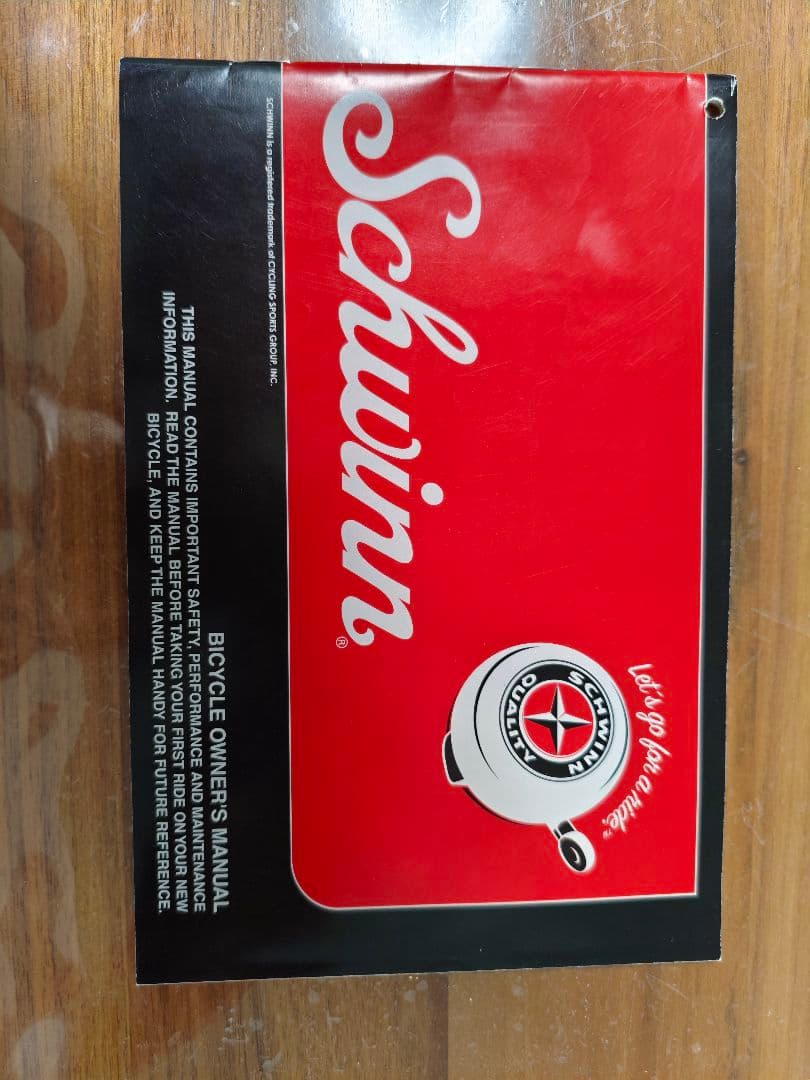 Schwinn®
let's go for a ride.™
SCHWINN
QUALITY
SCHWINN is a registered trademark of CYCLING SPORTS GROUP, INC.
BICYCLE OWNER'S MANUAL
THIS MANUAL CONTAINS IMPORTANT SAFETY, PERFORMANCE AND MAINTENANCE
INFORMATION. READ THE MANUAL BEFORE TAKING YOUR FIRST RIDE ON YOUR NEW
BICYCLE, AND KEEP THE MANUAL HANDY FOR FUTURE REFERENCE.